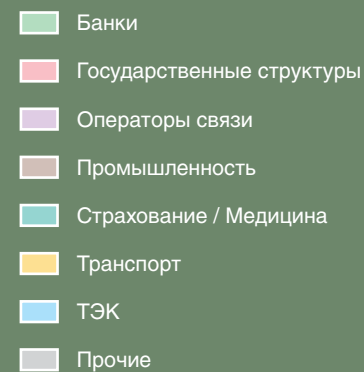 Банки
Государственные структуры
Операторы связи
Промышленность
Страхование / Медицина
Транспорт
ТЭК
Прочие